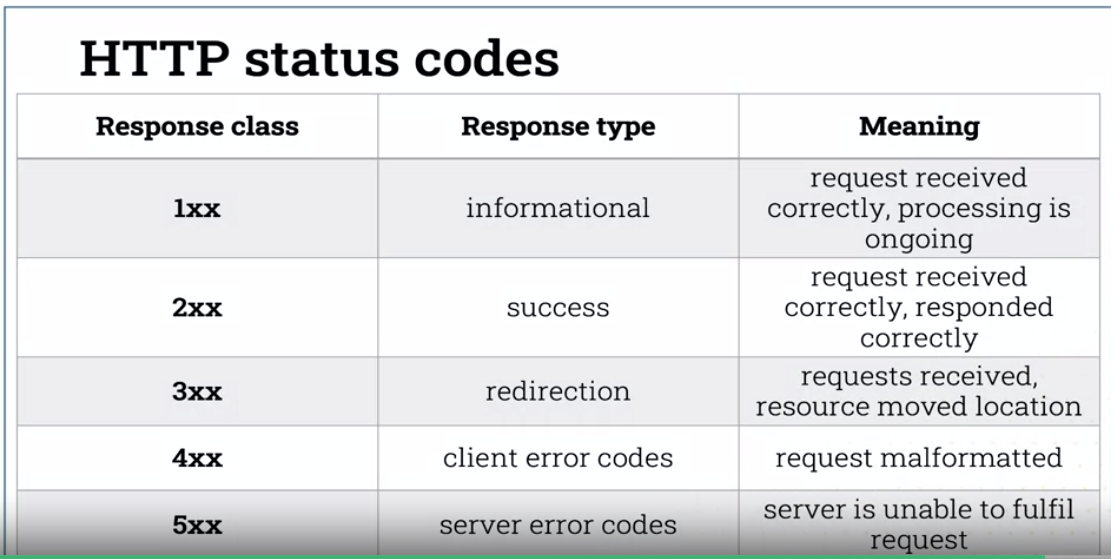 HTTP status codes
Response class
Response type
Meaning
1xx
informational
request received
correctly, processing is
ongoing
2xx
success
request received
correctly, responded
correctly
3xx
redirection
requests received,
resource moved location
4xx
client error codes
request malformatted
5xx
server error codes
server is unable to fulfil
request